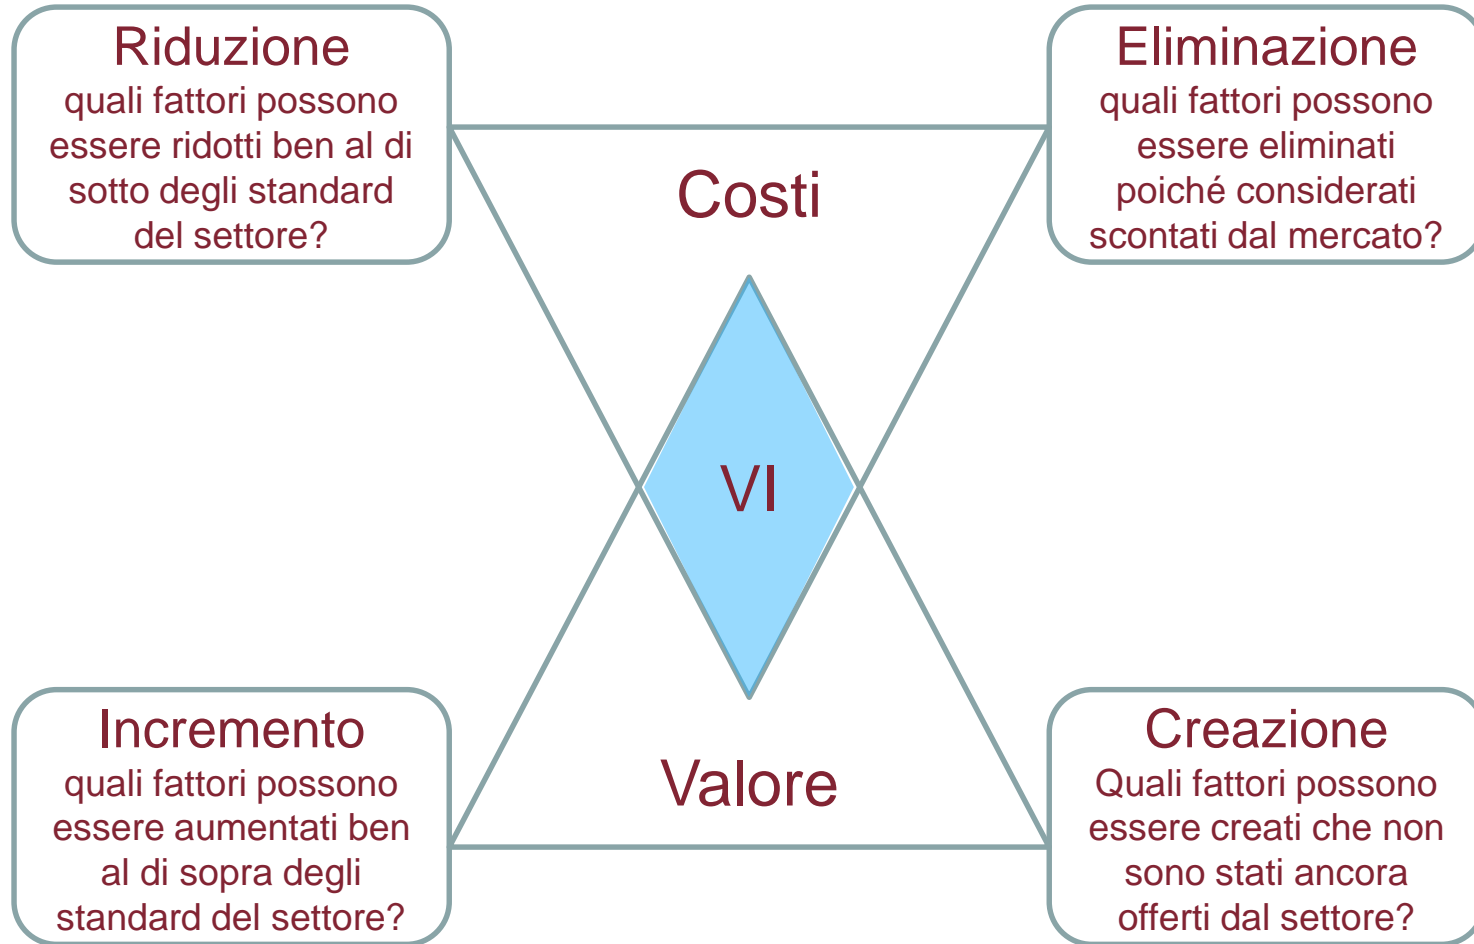 Riduzione
quali fattori possono
essere ridotti ben al di
sotto degli standard
del settore?
Eliminazione
quali fattori possono
essere eliminati
poiché considerati
scontati dal mercato?
Costi
VI
Valore
Incremento
quali fattori possono
essere aumentati ben
al di sopra degli
standard del settore?
Creazione
Quali fattori possono
essere creati che non
sono stati ancora
offerti dal settore?